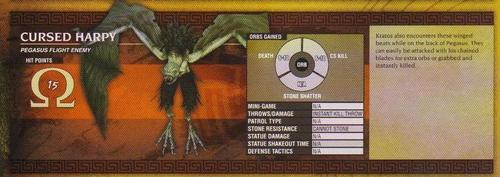 CURSED HARPY
PEGASUS FLIGHT ENEMY
HIT POINTS
Ω
15
ORBS GAINED
DEATH
CS KILL
ORB
STONE SHATTER
MINI-GAME N/A
THROWS/DAMAGE INSTANT KILL THROW
PATROL TYPE N/A
STONE RESISTANCE CANNOT STONE
STATUE DAMAGE N/A
STATUE SHAKEOUT TIME N/A
DEFENSE TACTICS N/A
Kratos also encounters these winged
beats while on the back of Pegasus. They
can easily be attacked with his chained
blades for extra orbs or grabbed and
instantly killed.